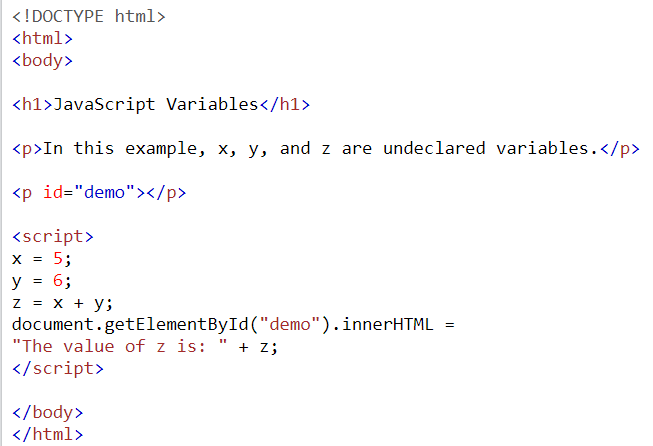 <!DOCTYPE html>
<html>
<body>
<h1>JavaScript Variables</h1>
<p>In this example, x, y, and z are undeclared variables.</p>
<p id="demo"></p>
<script>
x = 5;
y = 6;
z = x + y;
document.getElementById("demo").innerHTML =
"The value of z is: " + z;
</script>
</body>
</html>